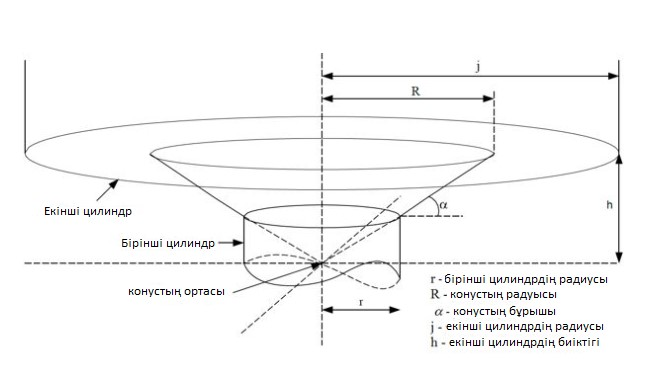 j
R
α
h
Екінші цилиндр
Бірінші цилиндр
конустың ортасы
r
r - бірінші цилиндрдің радиусы
R - конустың радуысы
α - конустың бұрышы
j - екінші цилиндрдің радиусы
h - екінші цилиндрдің биіктігі